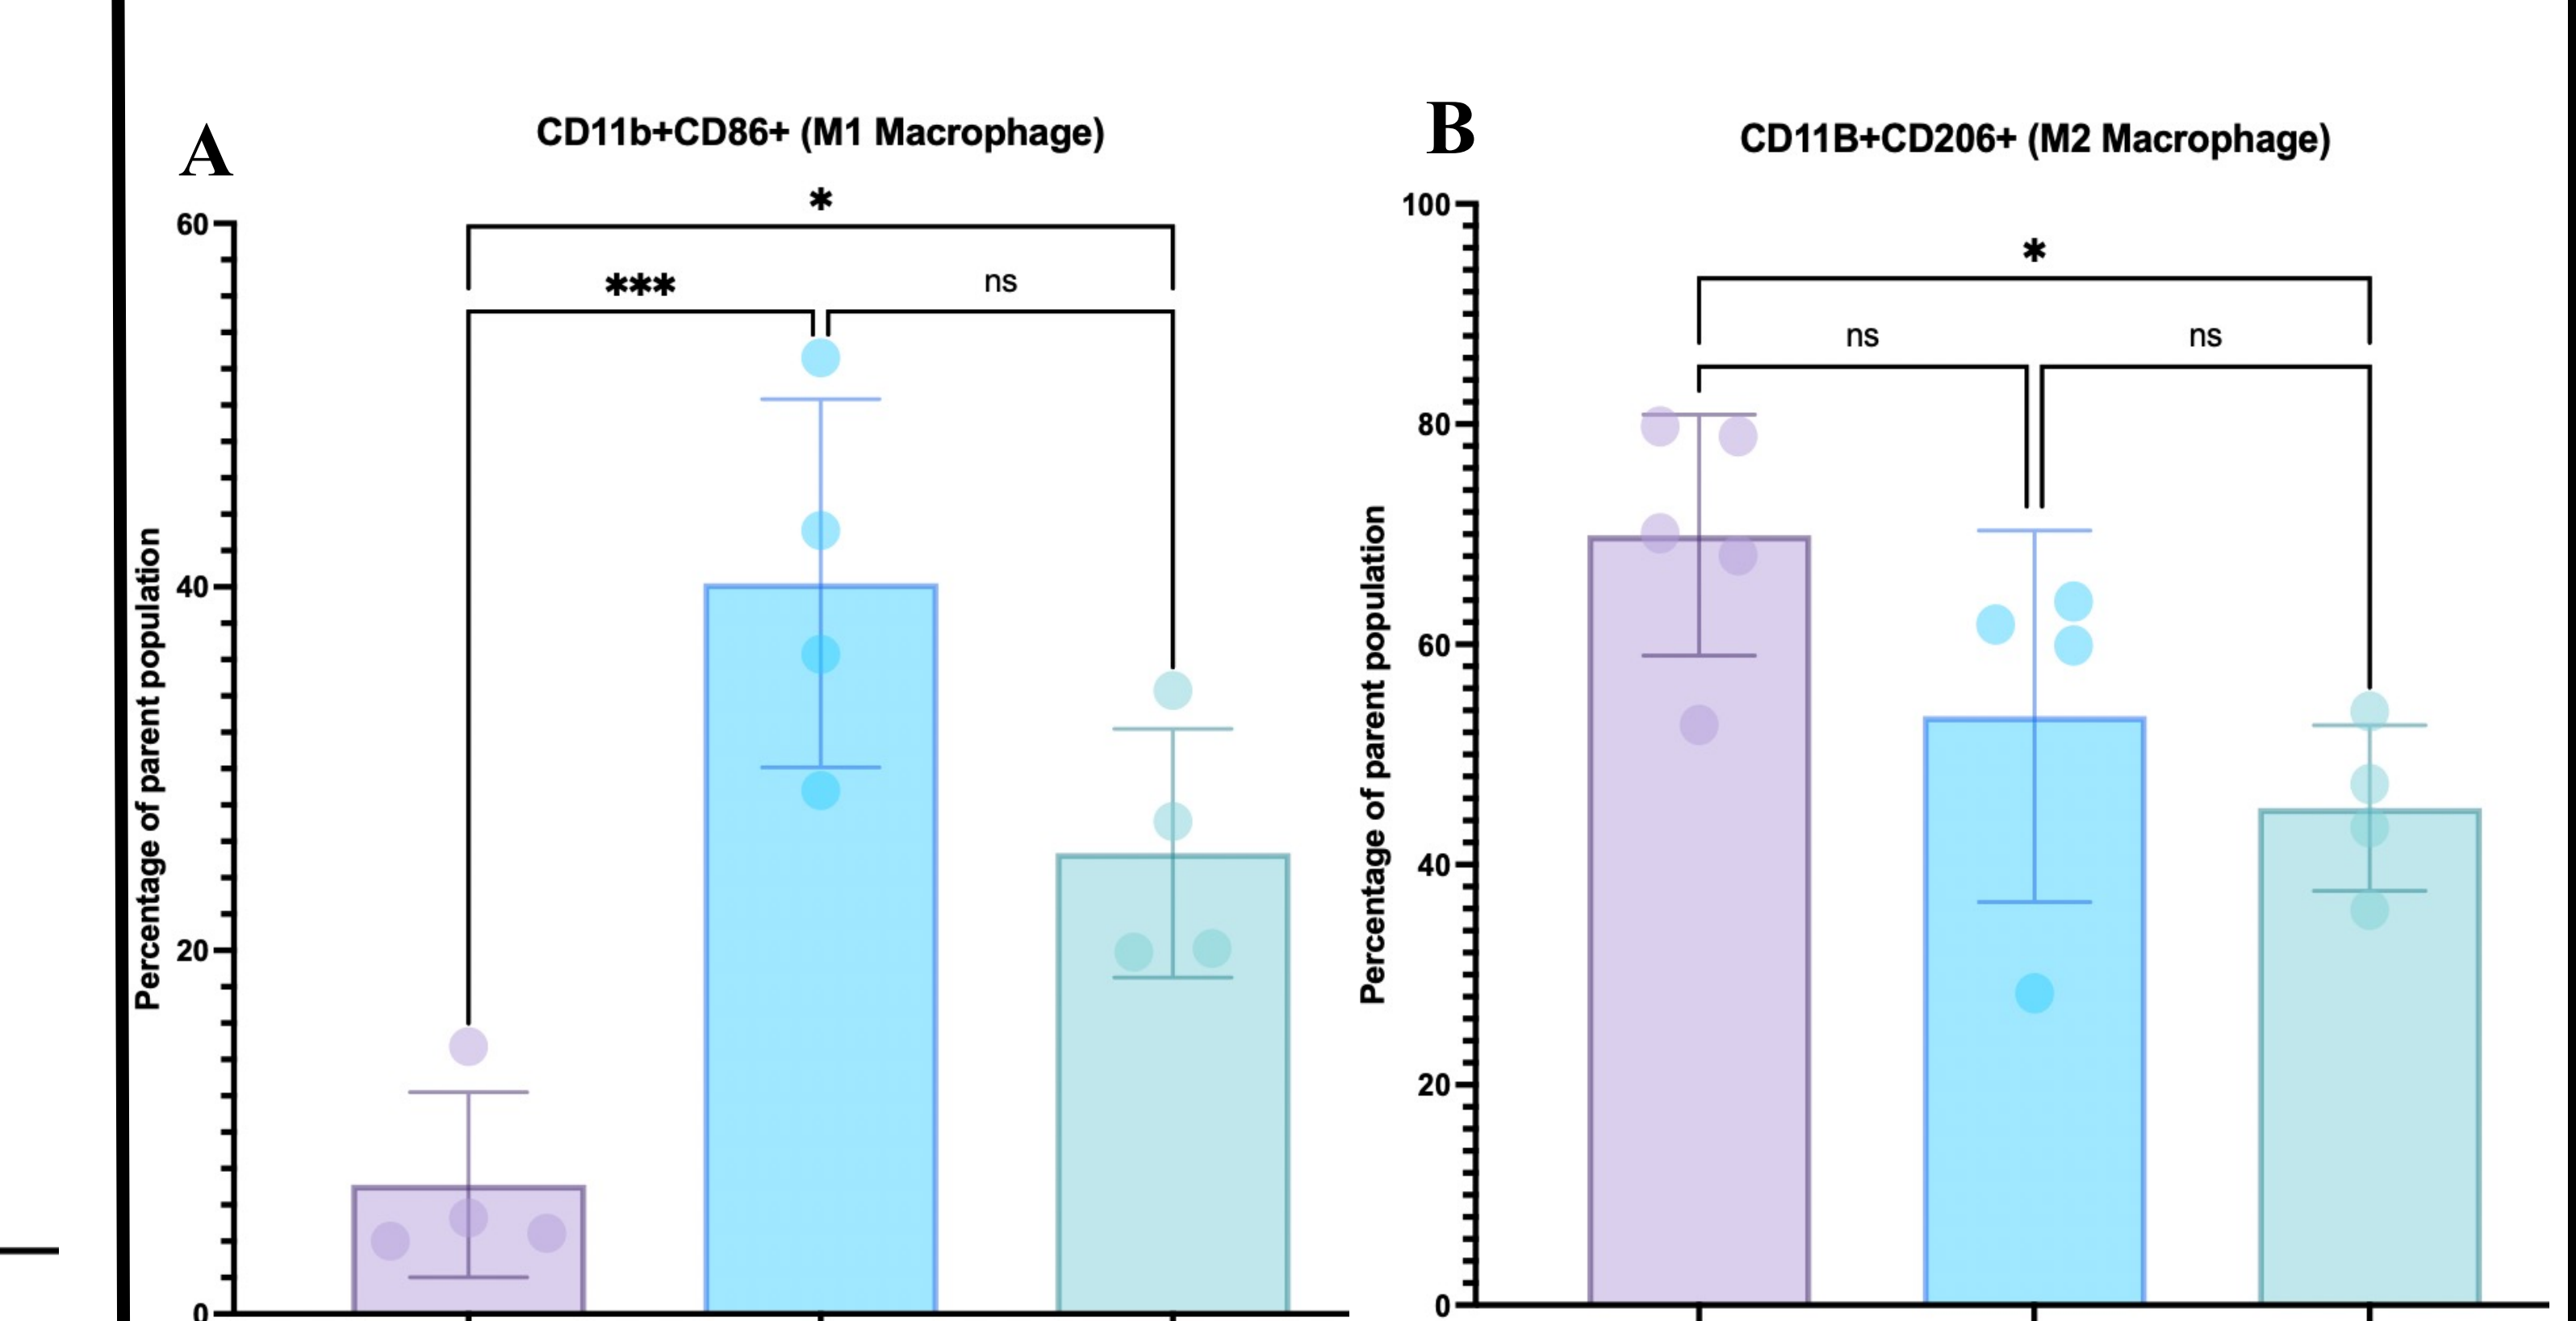 A
CD11b+CD86+ (M1 Macrophage)
*
***
ns
60
40
20
0
Percentage of parent population
B
CD11B+CD206+ (M2 Macrophage)
*
ns
ns
100
80
60
40
20
0
Percentage of parent population